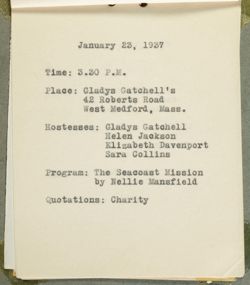 January 23, 1937
Time: 3.30 P.M.
Place: Gladys Gatchell's
42 Roberts Road
West Medford, Mass.
Hostesses: Gladys Gatchell
Helen Jackson
Elizabeth Davenport
Sara Collins
Program: The Seacoast Mission
by Nellie Mansfield
Quotations: Charity